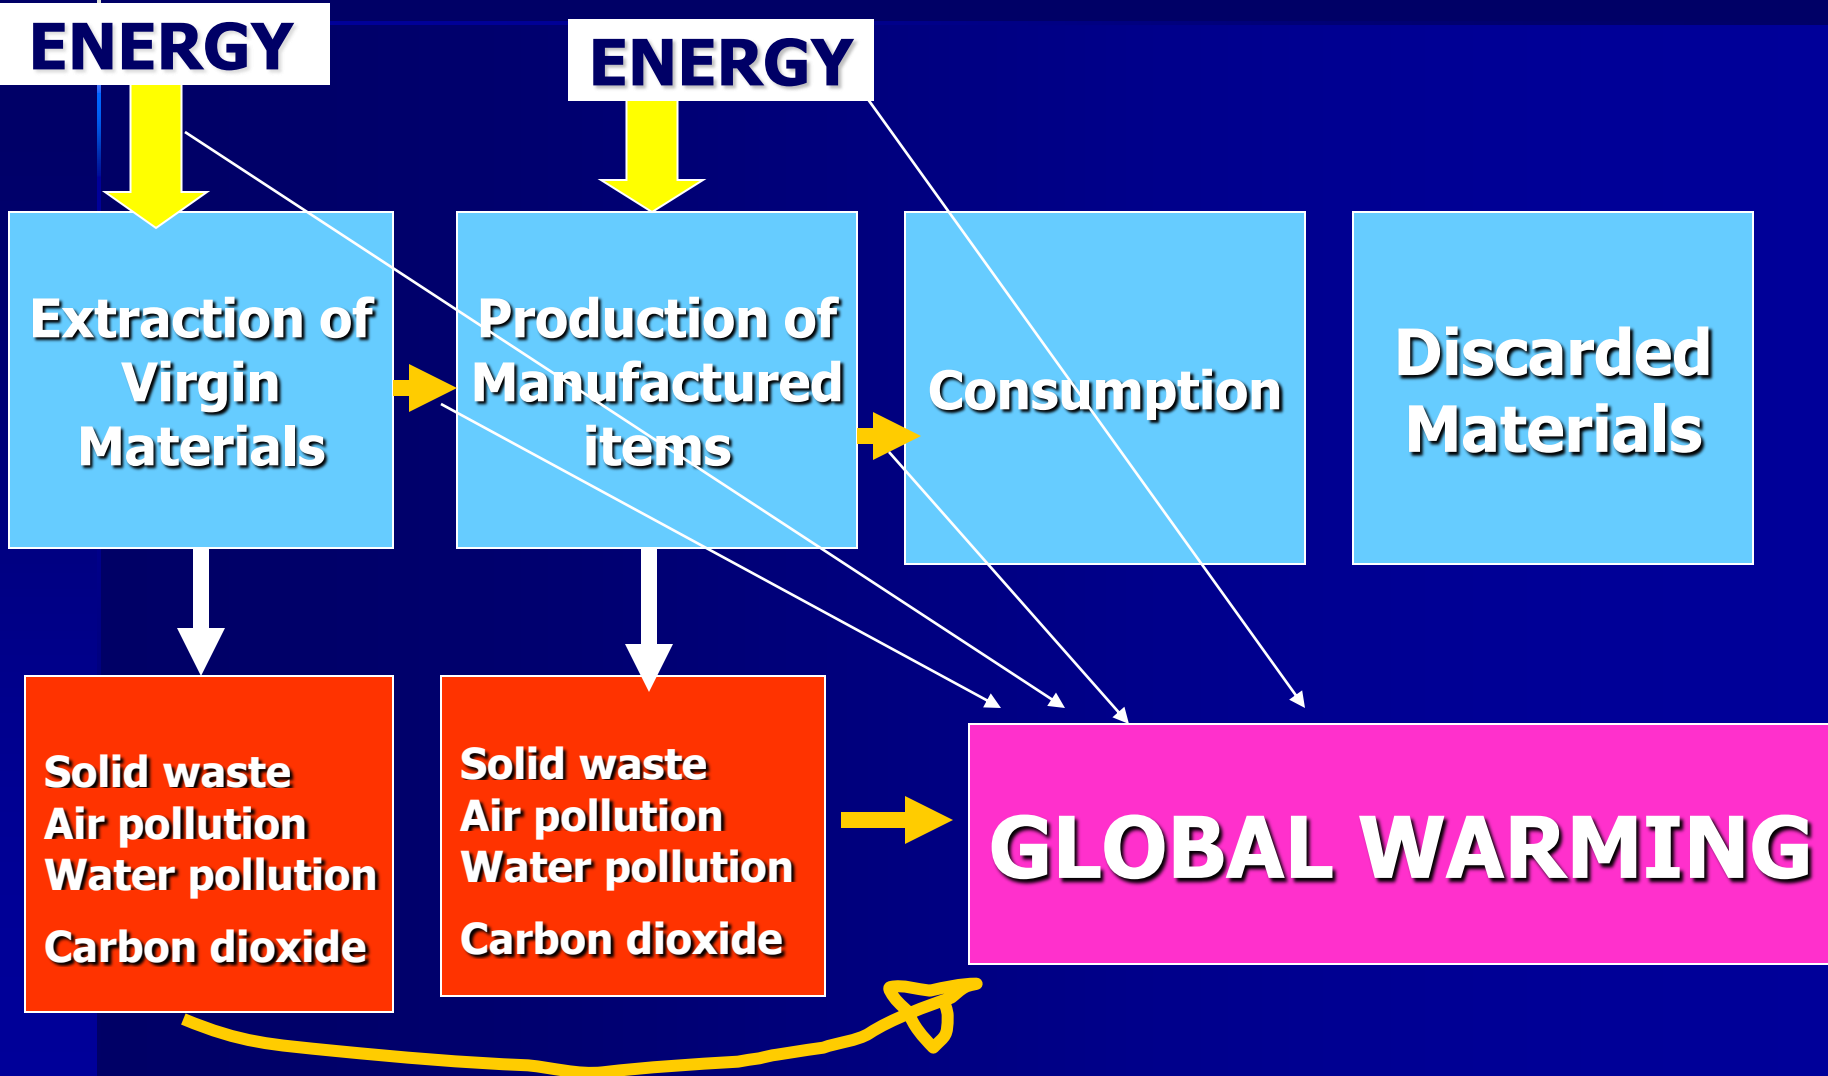 ENERGY
ENERGY
Extraction of
Virgin
Materials
Production of
Manufactured
items
Consumption
Discarded
Materials
Solid waste
Air pollution
Water pollution
Carbon dioxide
Solid waste
Air pollution
Water pollution
Carbon dioxide
GLOBAL WARMING